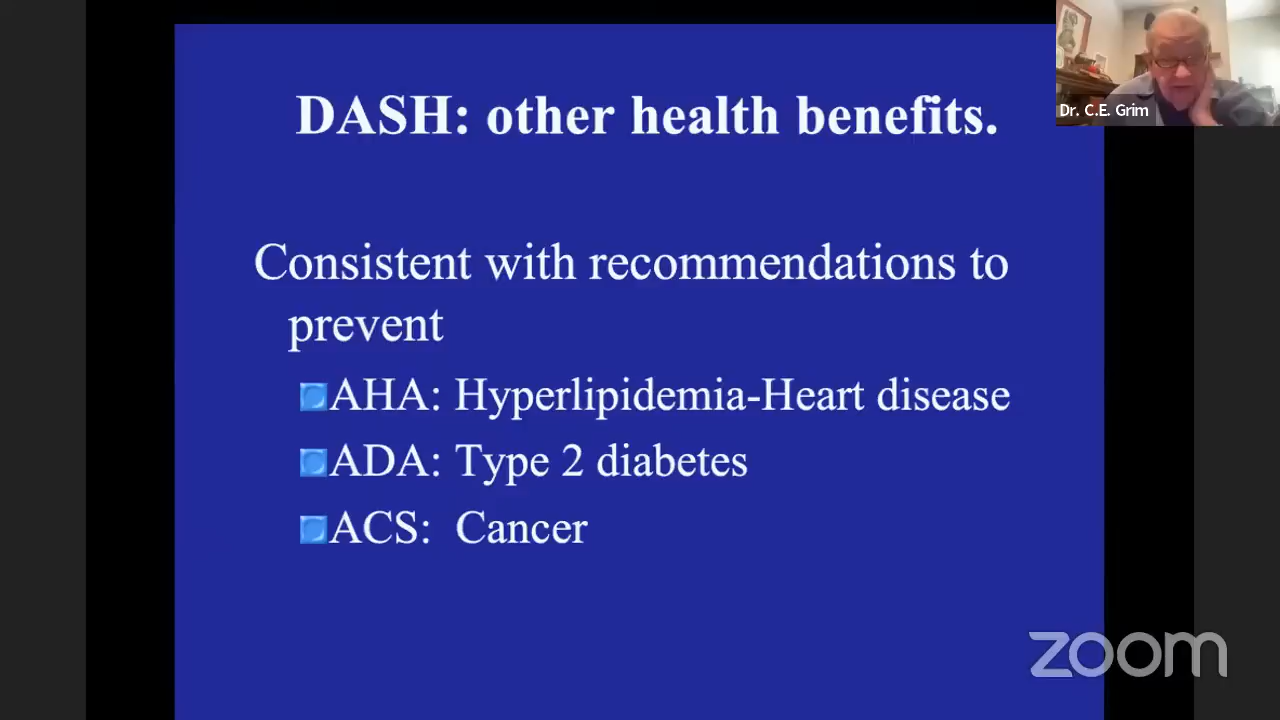 DASH: other health benefits.
Dr. C.E. Grim
Consistent with recommendations to
prevent
AHA: Hyperlipidemia-Heart disease
ADA: Type 2 diabetes
ACS: Cancer
zoom